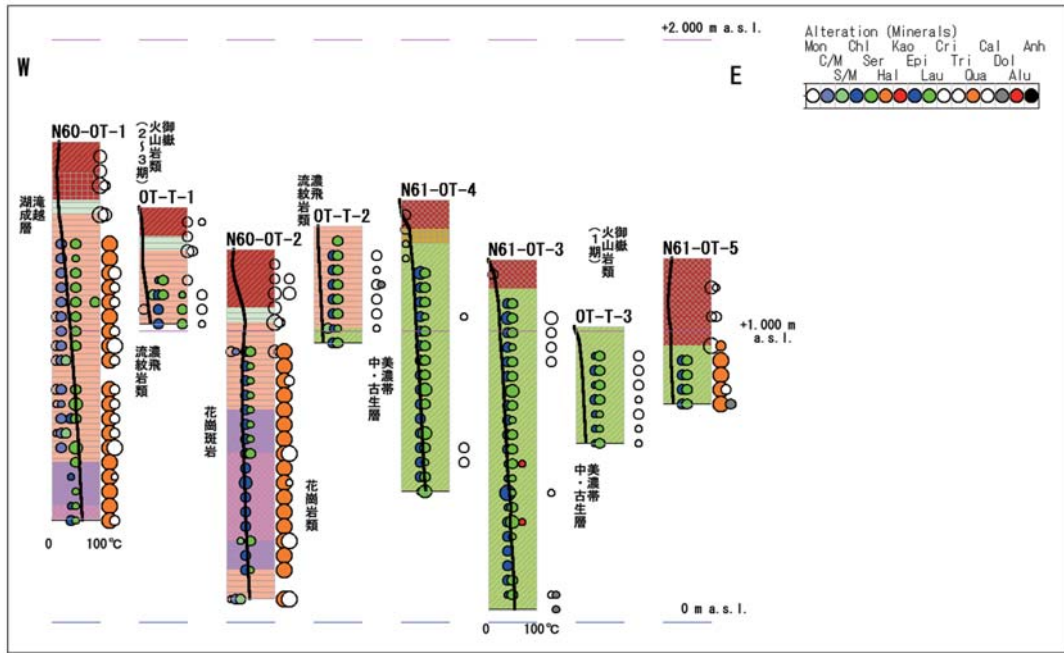 +2.000 m a.s.l.
Alteration (Minerals)
Mon Chl Kao Cri Cal Anh
C/M Ser Epi Tri Dol
S/M Hal Lau Qua Alu
W
E
N60-OT-1
御嶽
火山岩類
(2~3期)
滝越
湖成層
OT-T-1
濃飛
流紋岩類
N60-OT-2
濃飛
流紋岩類
OT-T-2
N61-OT-4
N61-OT-3
御嶽
火山岩類
(1期)
N61-OT-5
OT-T-3
+1.000 m
a.s.l.
美濃帯
中・古生層
花崗斑岩
花崗岩類
美濃帯
中・古生層
0 100℃
0 100℃
0 m a.s.l.